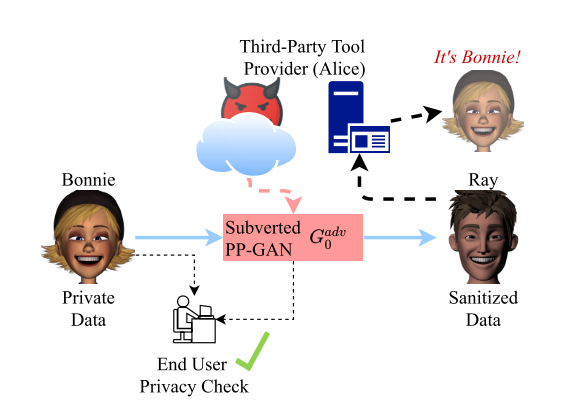 Third-Party Tool
Provider (Alice)
It's Bonnie!
Bonnie
Ray
Subverted
PP-GAN
G_0^{adv}
Private
Data
Sanitized
Data
End User
Privacy Check